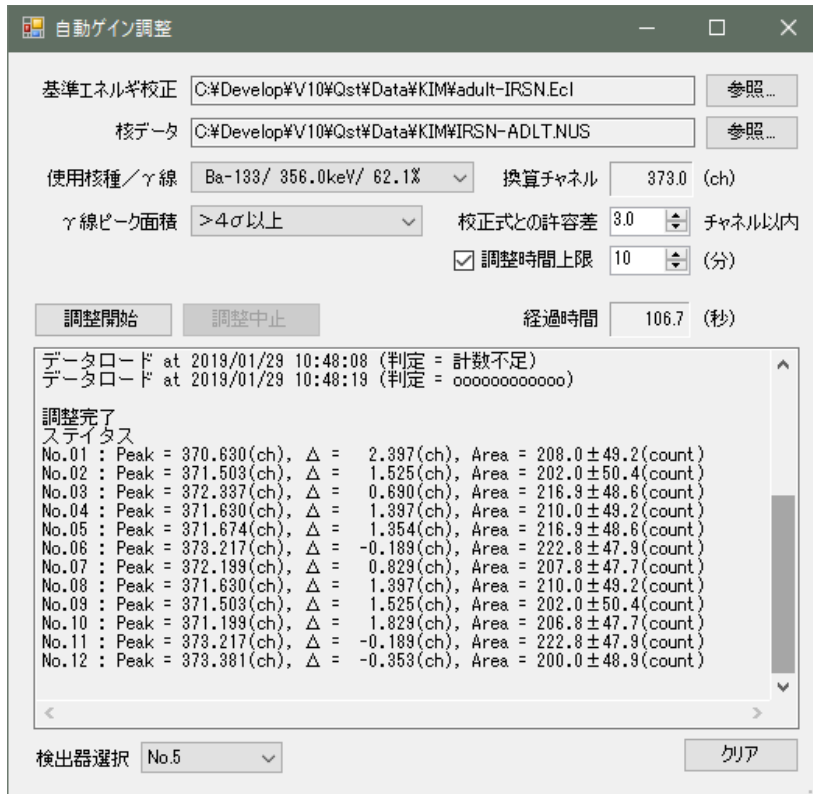 自動ゲイン調整
基準エネルギ校正 C:¥Develop¥V10¥Qst¥Data¥KIM¥adult-IRSN.Ecl 参照...
核データ C:¥Develop¥V10¥Qst¥Data¥KIM¥IRSN-ADLT.NUS 参照...
使用核種／γ線 Ba-133/ 356.0keV/ 62.1% 換算チャネル 373.0 (ch)
γ線ピーク面積 >4σ以上 校正式との許容差 3.0 チャネル以内
調整時間上限 10 (分)
調整開始 調整中止 経過時間 106.7 (秒)
データロード at 2019/01/29 10:48:08 (判定 = 計数不足)
データロード at 2019/01/29 10:48:19 (判定 = oooooooooooo)
調整完了
ステイタス
No.01 : Peak = 370.630(ch), Δ = 2.397(ch), Area = 208.0±49.2(count)
No.02 : Peak = 371.503(ch), Δ = 1.525(ch), Area = 202.0±50.4(count)
No.03 : Peak = 372.337(ch), Δ = 0.690(ch), Area = 216.9±48.6(count)
No.04 : Peak = 371.630(ch), Δ = 1.397(ch), Area = 210.0±49.2(count)
No.05 : Peak = 371.674(ch), Δ = 1.354(ch), Area = 216.9±48.6(count)
No.06 : Peak = 373.217(ch), Δ = -0.189(ch), Area = 222.8±47.9(count)
No.07 : Peak = 372.199(ch), Δ = 0.829(ch), Area = 207.8±47.7(count)
No.08 : Peak = 371.630(ch), Δ = 1.397(ch), Area = 210.0±49.2(count)
No.09 : Peak = 371.503(ch), Δ = 1.525(ch), Area = 202.0±50.4(count)
No.10 : Peak = 371.199(ch), Δ = 1.829(ch), Area = 206.8±47.7(count)
No.11 : Peak = 373.217(ch), Δ = -0.189(ch), Area = 222.8±47.9(count)
No.12 : Peak = 373.381(ch), Δ = -0.353(ch), Area = 200.0±48.9(count)
検出器選択 No.5 クリア